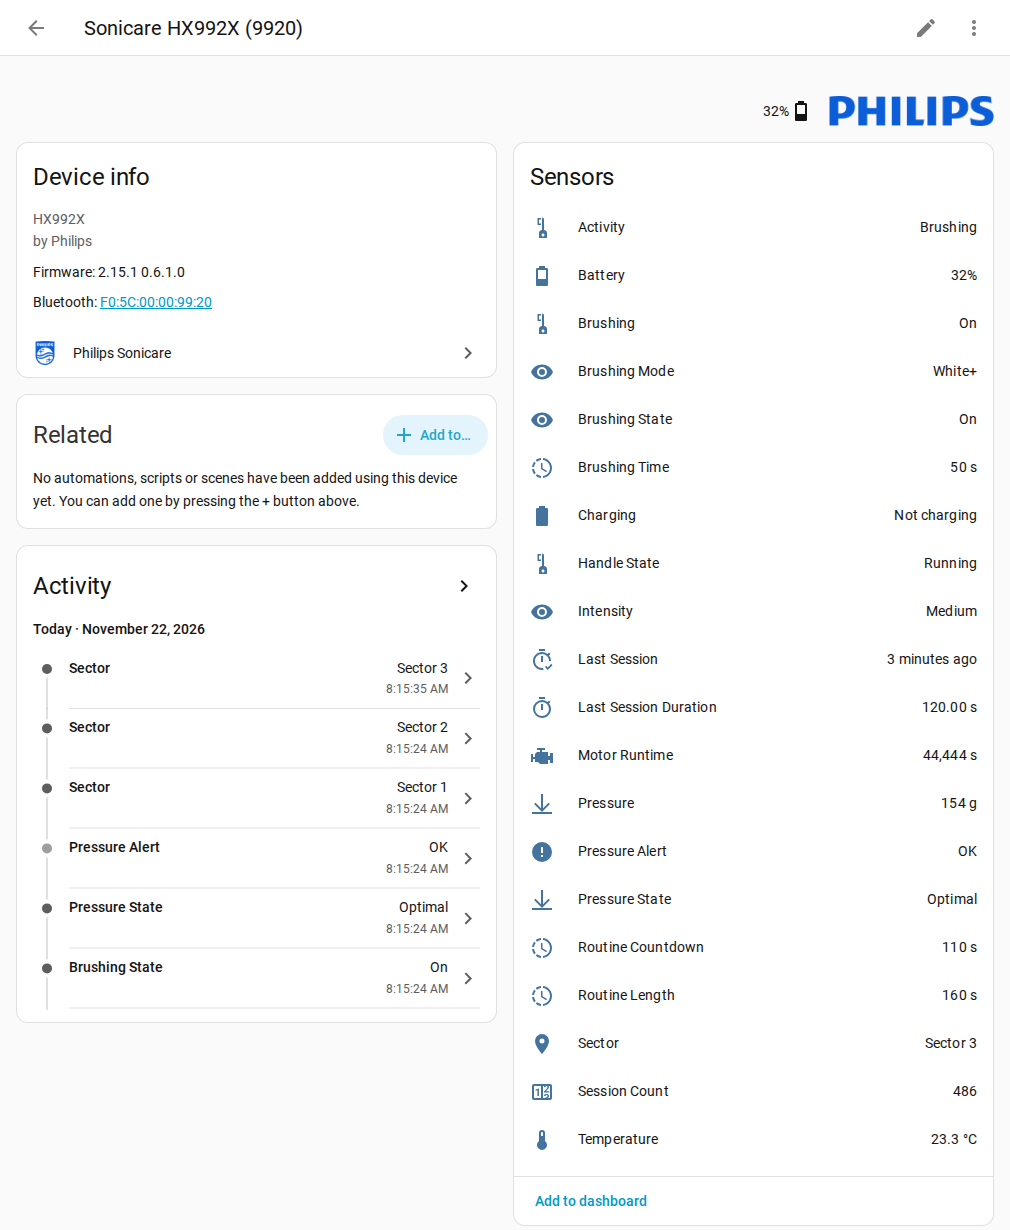 Sonicare HX992X (9920)
32%
PHILIPS
Device info
HX992X
by Philips
Firmware: 2.15.1 0.6.1.0
Bluetooth: F0:5C:00:00:99:20
PHILIPS
Philips Sonicare
Related
Add to…
No automations, scripts or scenes have been added using this device
yet. You can add one by pressing the + button above.
Activity
Today · November 22, 2026
Sector Sector 3
8:15:35 AM
Sector Sector 2
8:15:24 AM
Sector Sector 1
8:15:24 AM
Pressure Alert OK
8:15:24 AM
Pressure State Optimal
8:15:24 AM
Brushing State On
8:15:24 AM
Sensors
Activity Brushing
Battery 32%
Brushing On
Brushing Mode White+
Brushing State On
Brushing Time 50 s
Charging Not charging
Handle State Running
Intensity Medium
Last Session 3 minutes ago
Last Session Duration 120.00 s
Motor Runtime 44,444 s
Pressure 154 g
Pressure Alert OK
Pressure State Optimal
Routine Countdown 110 s
Routine Length 160 s
Sector Sector 3
Session Count 486
Temperature 23.3 °C
Add to dashboard